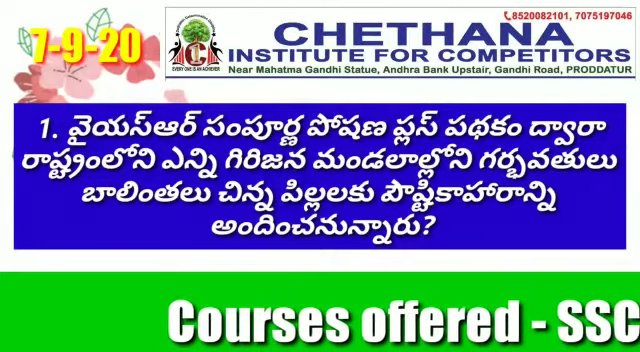 7-9-20
8520082101, 7075197046
CHETHANA
INSTITUTE FOR COMPETITORS
Near Mahatma Gandhi Statue, Andhra Bank Upstair, Gandhi Road, PRODDATUR
EVERY ONE IS AN ACHIEVER
1. వైయస్ఆర్ సంపూర్ణ పోషణ ప్లస్ పథకం ద్వారా
రాష్ట్రంలోని ఎన్ని గిరిజన మండలాల్లోని గర్భవతులు
బాలింతలు చిన్న పిల్లలకు పౌష్టికాహారాన్ని
అందించనున్నారు?
Courses offered - SSC